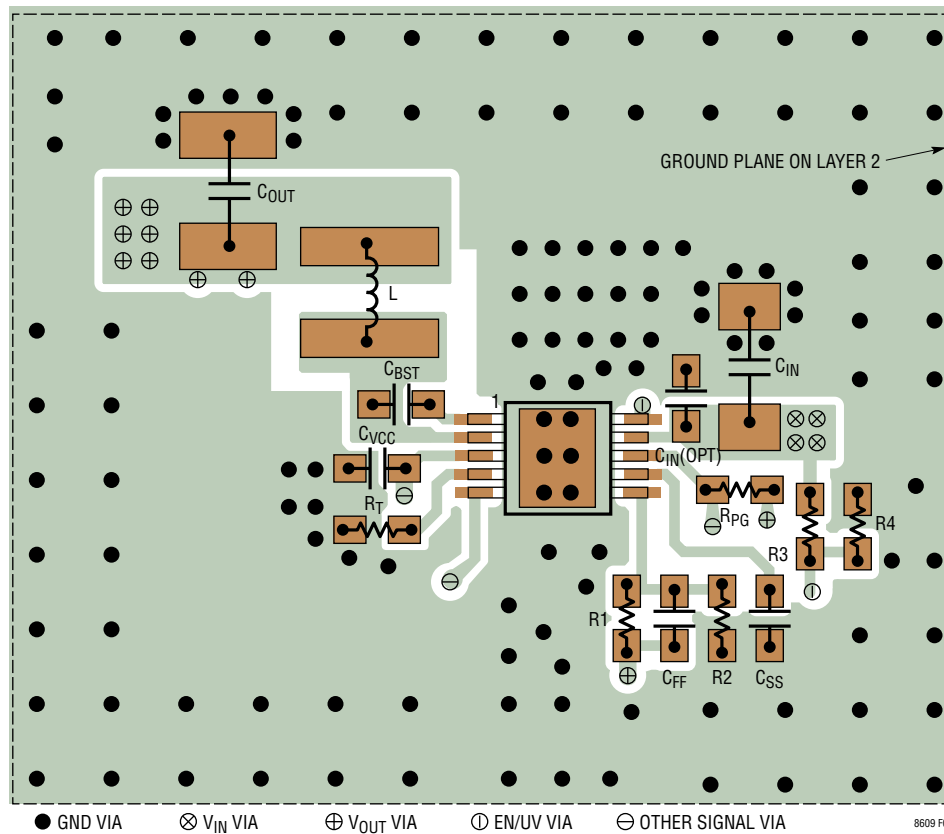 GROUND PLANE ON LAYER 2
COUT
L
CIN
CBST
1
CVCC
CIN(OPT)
RT
RPG
R4
R3
R1
CFF
R2
CSS
GND VIA
VIN VIA
VOUT VIA
EN/UV VIA
OTHER SIGNAL VIA